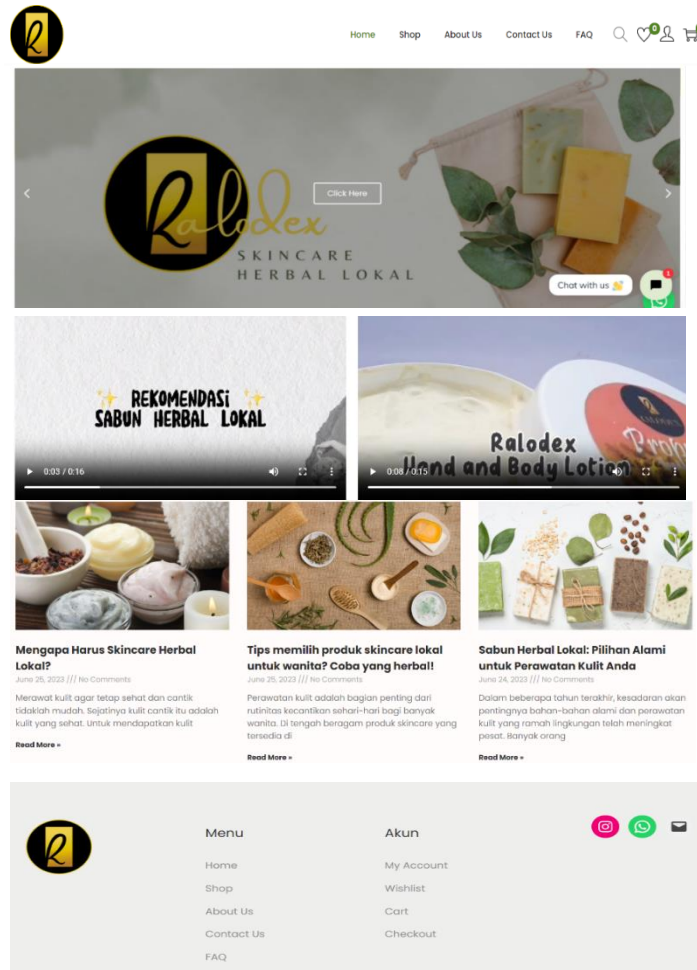 R
Home Shop About Us Contact Us FAQ
0
Click Here
Ralodex
SKINCARE
HERBAL LOKAL
Chat with us 👋
1
REKOMENDASI
SABUN HERBAL LOKAL
0:03 / 0:16
Ralodex
Hand and Body Lotion
0:08 / 0:15
Mengapa Harus Skincare Herbal
Lokal?
June 25, 2023 /// No Comments
Merawat kulit agar tetap sehat dan cantik
tidaklah mudah. Sejatinya kulit cantik itu adalah
kulit yang sehat. Untuk mendapatkan kulit
Read More »
Tips memilih produk skincare lokal
untuk wanita? Coba yang herbal!
June 25, 2023 /// No Comments
Perawatan kulit adalah bagian penting dari
rutinitas kecantikan sehari-hari bagi banyak
wanita. Di tengah beragam produk skincare yang
tersedia di
Read More »
Sabun Herbal Lokal: Pilihan Alami
untuk Perawatan Kulit Anda
June 24, 2023 /// No Comments
Dalam beberapa tahun terakhir, kesadaran akan
pentingnya bahan-bahan alami dan perawatan
kulit yang ramah lingkungan telah meningkat
pesat. Banyak orang
Read More »
R
Menu
Home
Shop
About Us
Contact Us
FAQ
Akun
My Account
Wishlist
Cart
Checkout